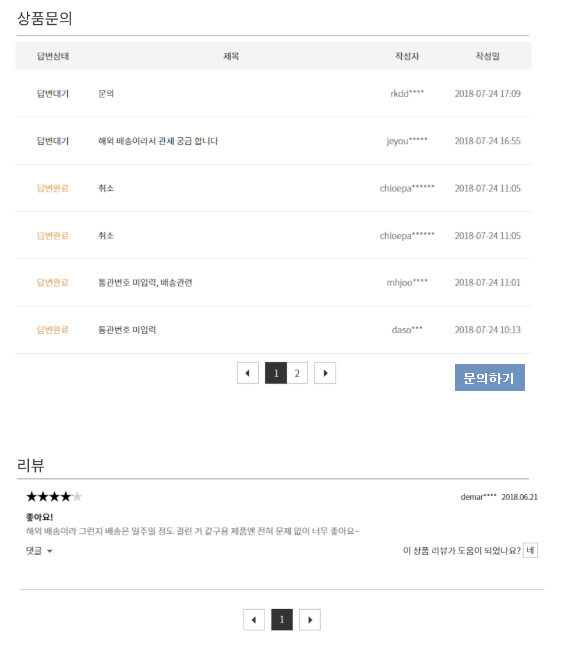 상품문의
답변상태 제목 작성자 작성일
답변대기 문의 rkdd**** 2018-07-24 17:09
답변대기 해외 배송이라서 관세 궁금 합니다 jeyou***** 2018-07-24 16:55
답변완료 취소 chloepa****** 2018-07-24 11:05
답변완료 취소 chloepa****** 2018-07-24 11:05
답변완료 통관번호 미입력, 배송관련 mhjoo**** 2018-07-24 11:01
답변완료 통관번호 미입력 daso*** 2018-07-24 10:13
1 2
문의하기
리뷰
demar**** 2018.06.21
좋아요!
해외 배송이라 그런지 배송은 일주일 정도 걸린 거 같구용 제품엔 전혀 문제 없이 너무 좋아요~
댓글 이 상품 리뷰가 도움이 되었나요? 네
1